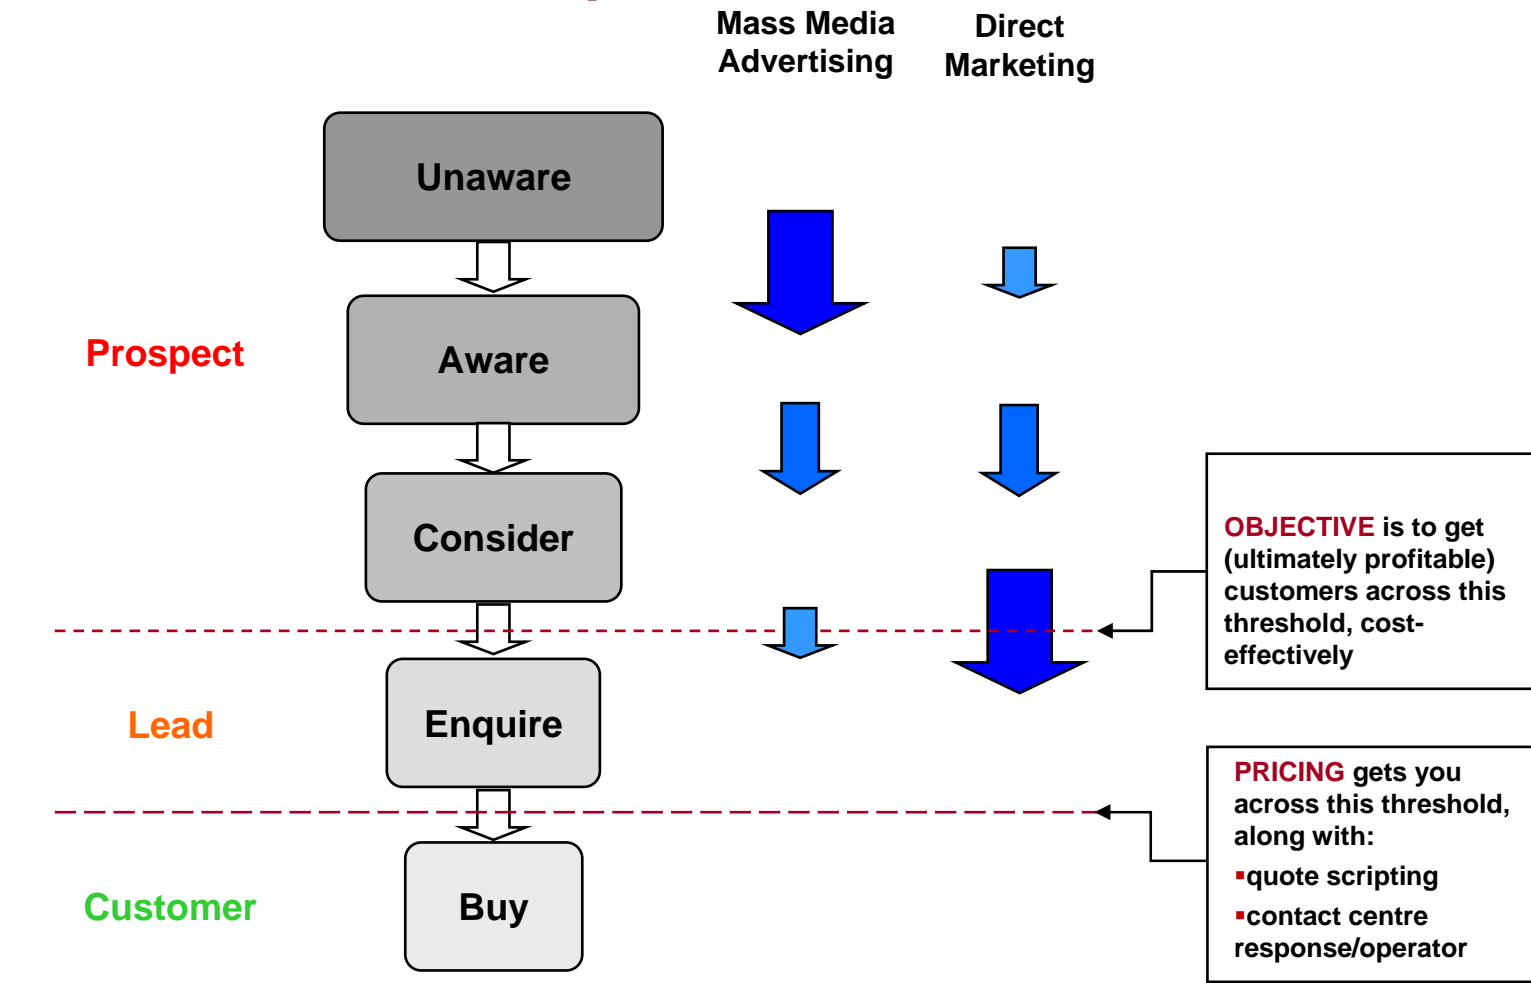 Mass Media
Advertising
Direct
Marketing
Unaware
Prospect
Aware
Consider
OBJECTIVE is to get
(ultimately profitable)
customers across this
threshold, cost-
effectively
Lead
Enquire
PRICING gets you
across this threshold,
along with:
▪quote scripting
▪contact centre
response/operator
Customer
Buy